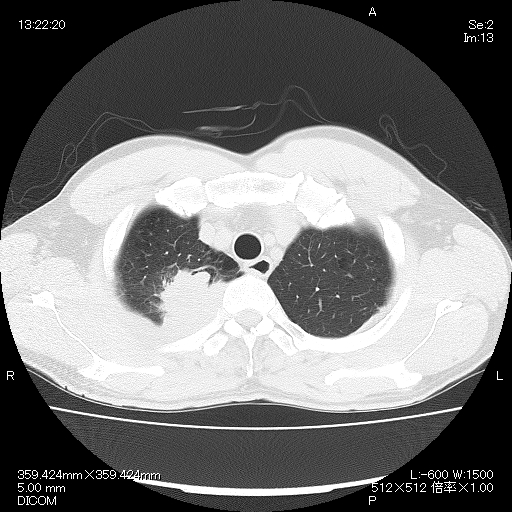 13:22:20
A
Se:2
Im:13
R
L
359.424mm×359.424mm
5.00 mm
DICOM
L:-600 W:1500
512×512 倍率×1.00
P